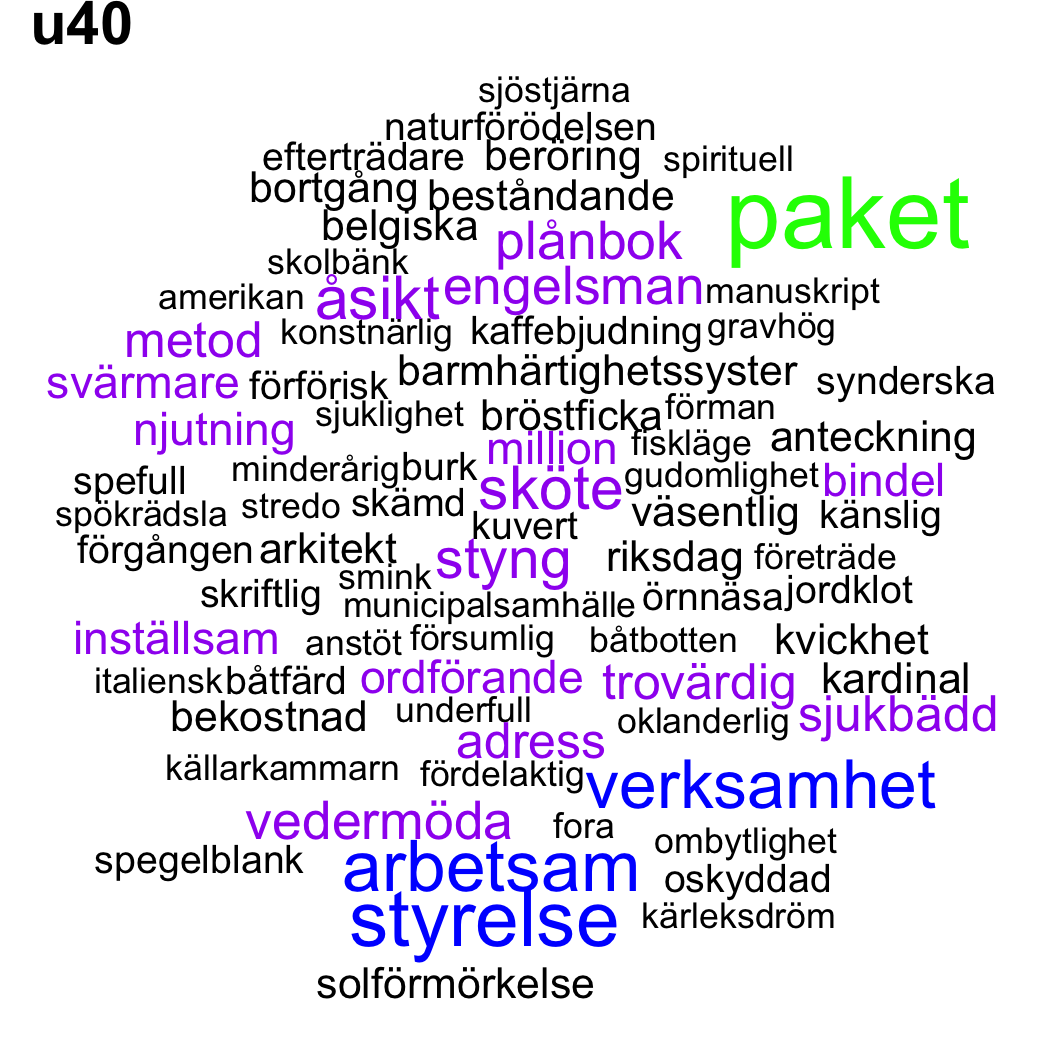 u40
sjöstjärna
naturförödelsen
efterträdare beröring spirituell
bortgång beståndande paket
belgiska plånbok
skolbänk
amerikan åsikt engelsman manuskript
metod konstnärlig kaffebjudning gravhög
svärmare förförisk barmhärtighetssyster synderska
njutning sjuklighet bröstficka förman
million fiskläge anteckning
spefull minderårig burk sköte gudomlighet bindel
spökrädsla stredo skämd kuvert väsentlig känslig
förgången arkitekt styng riksdag företräde
skriftlig smink municipalsamhälle örnnäsa jordklot
inställsam anstöt försumlig båtbotten kvickhet
italiensk båtfärd ordförande trovärdig kardinal
bekostnad underfull oklanderlig sjukbädd
adress
källarkammarn fördelaktig verksamhet
vedermöda fora ombytlighet
spegelblank arbetsam oskyddad
styrelse kärleksdröm
solförmörkelse